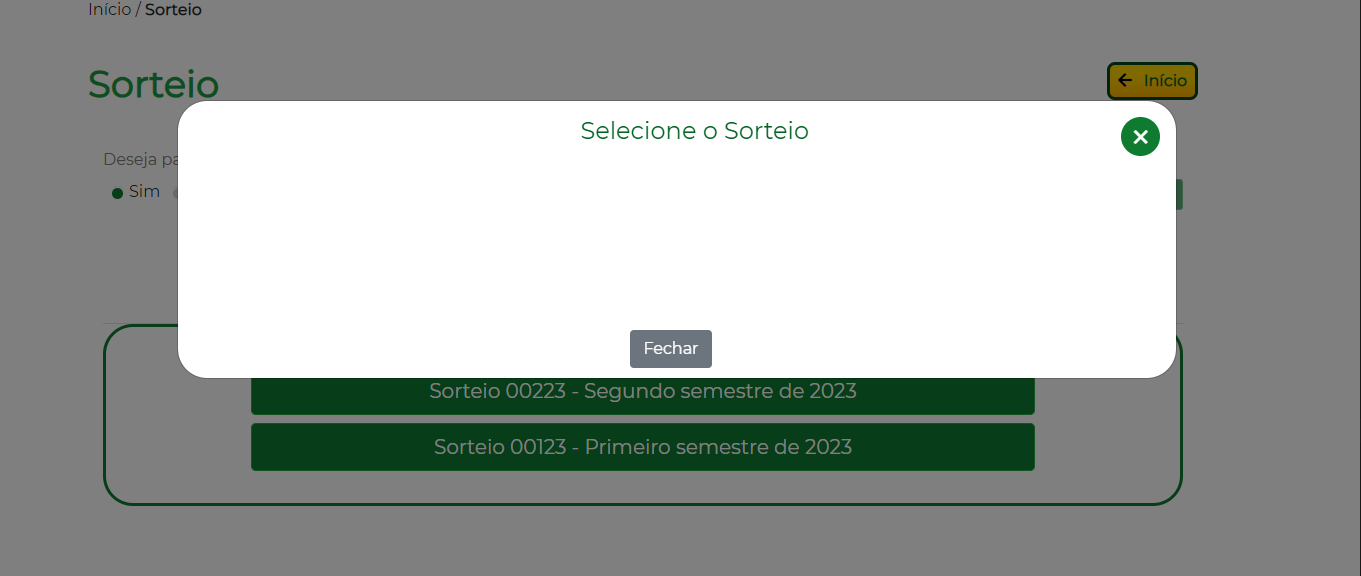 Início / Sorteio
Sorteio
Início
Selecione o Sorteio
Deseja
Sim
Fechar
Sorteio 00223 - Segundo semestre de 2023
Sorteio 00123 - Primeiro semestre de 2023